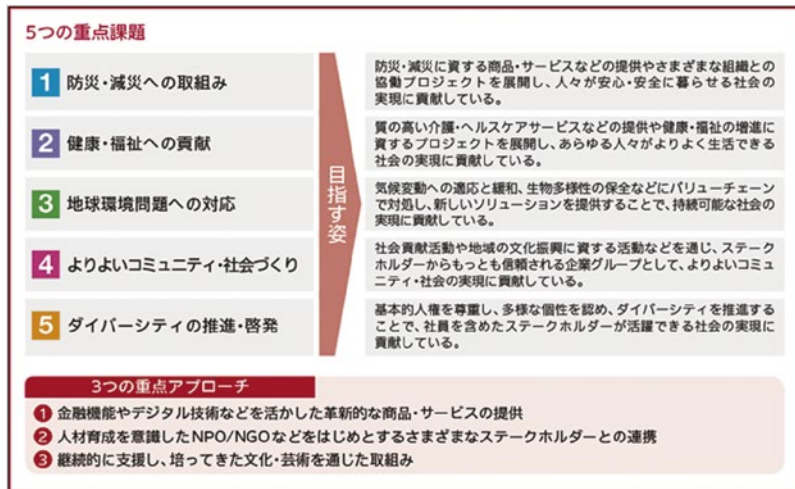 5つの重点課題
1 防災・減災への取組み
防災・減災に資する商品・サービスなどの提供やさまざまな組織との
協働プロジェクトを展開し、人々が安心・安全に暮らせる社会の
実現に貢献している。
2 健康・福祉への貢献
質の高い介護・ヘルスケアサービスなどの提供や健康・福祉の増進に
資するプロジェクトを展開し、あらゆる人々がよりよく生活できる
社会の実現に貢献している。
3 地球環境問題への対応
気候変動への適応と緩和、生物多様性の保全などにバリューチェーン
で対処し、新しいソリューションを提供することで、持続可能な社会の
実現に貢献している。
4 よりよいコミュニティ・社会づくり
社会貢献活動や地域の文化振興に資する活動などを通じ、ステーク
ホルダーからもっとも信頼される企業グループとして、よりよいコミュ
ニティ・社会の実現に貢献している。
5 ダイバーシティの推進・啓発
基本的人権を尊重し、多様な個性を認め、ダイバーシティを推進する
ことで、社員を含めたステークホルダーが活躍できる社会の実現に
貢献している。
目指す姿
3つの重点アプローチ
1 金融機能やデジタル技術などを活かした革新的な商品・サービスの提供
2 人材育成を意識したNPO/NGOなどをはじめとするさまざまなステークホルダーとの連携
3 継続的に支援し、培ってきた文化・芸術を通じた取組み